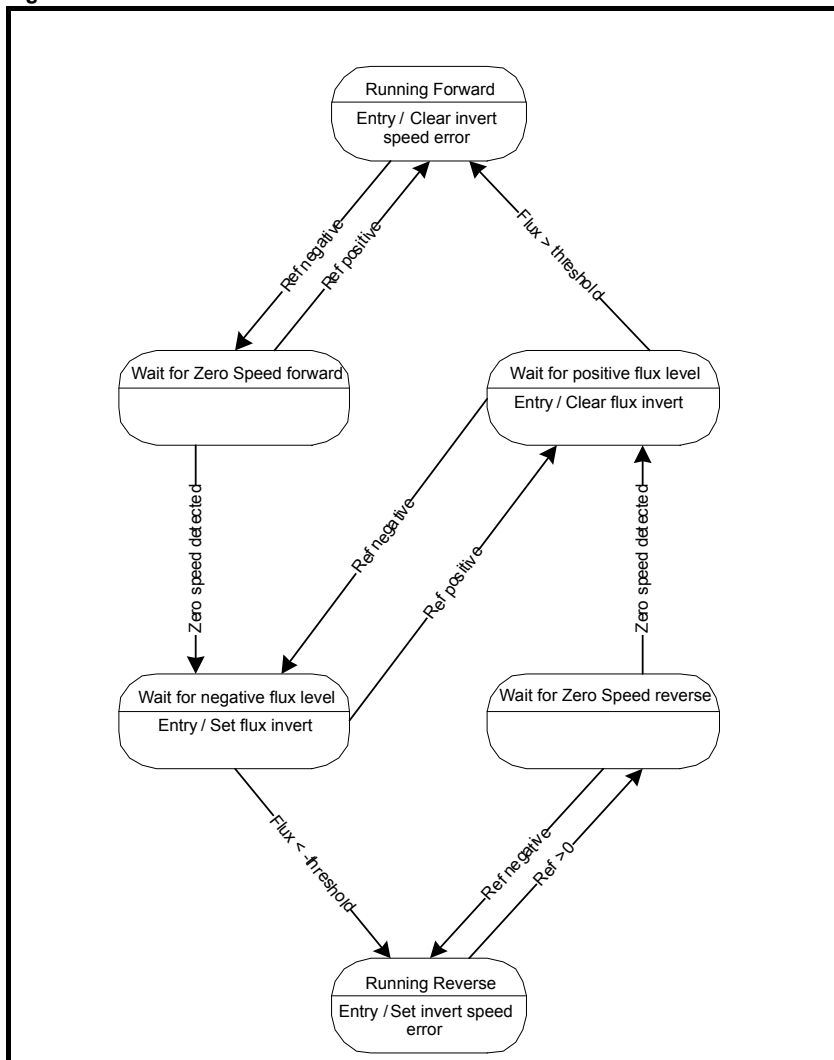 Running Forward
Entry / Clear invert
speed error
Ref negative
Ref positive
Flux > threshold
Wait for Zero Speed forward
Wait for positive flux level
Entry / Clear flux invert
Zero speed detected
Ref negative
Ref positive
Zero speed detected
Wait for negative flux level
Entry / Set flux invert
Wait for Zero Speed reverse
Flux < -threshold
Ref negative
Ref >0
Running Reverse
Entry / Set invert speed
error